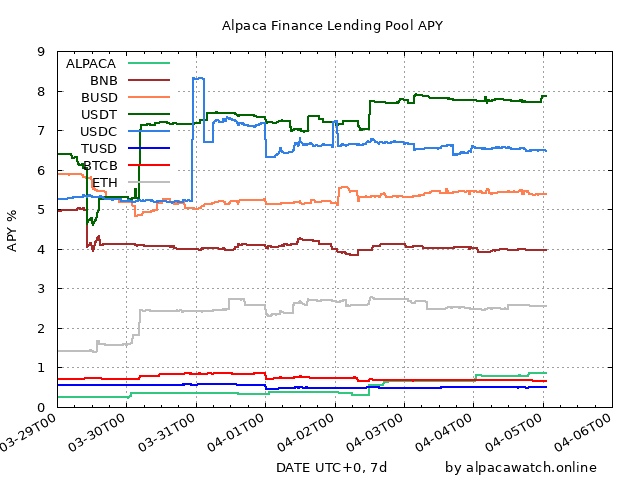 Alpaca Finance Lending Pool APY
9
8
7
6
5
4
3
2
1
0
APY %
ALPACA
BNB
BUSD
USDT
USDC
TUSD
BTCB
ETH
03-29T00
03-30T00
03-31T00
04-01T00
04-02T00
04-03T00
04-04T00
04-05T00
04-06T00
DATE UTC+0, 7d
by alpacawatch.online